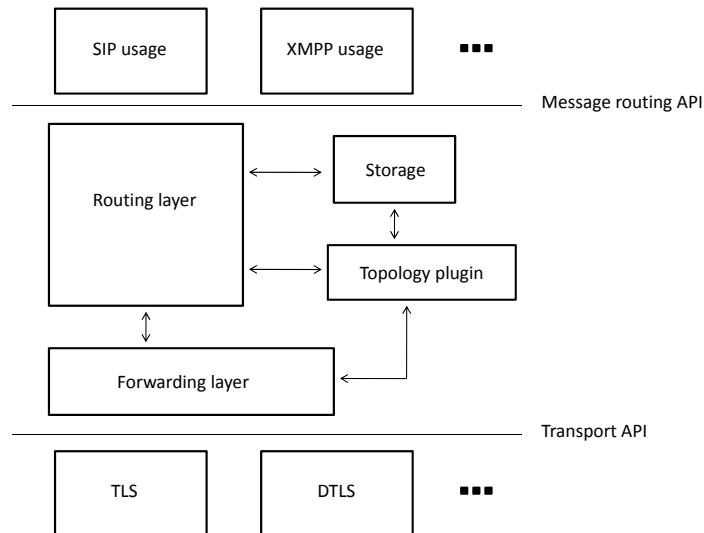 SIP usage
XMPP usage
Message routing API
Routing layer
Storage
Topology plugin
Forwarding layer
Transport API
TLS
DTLS